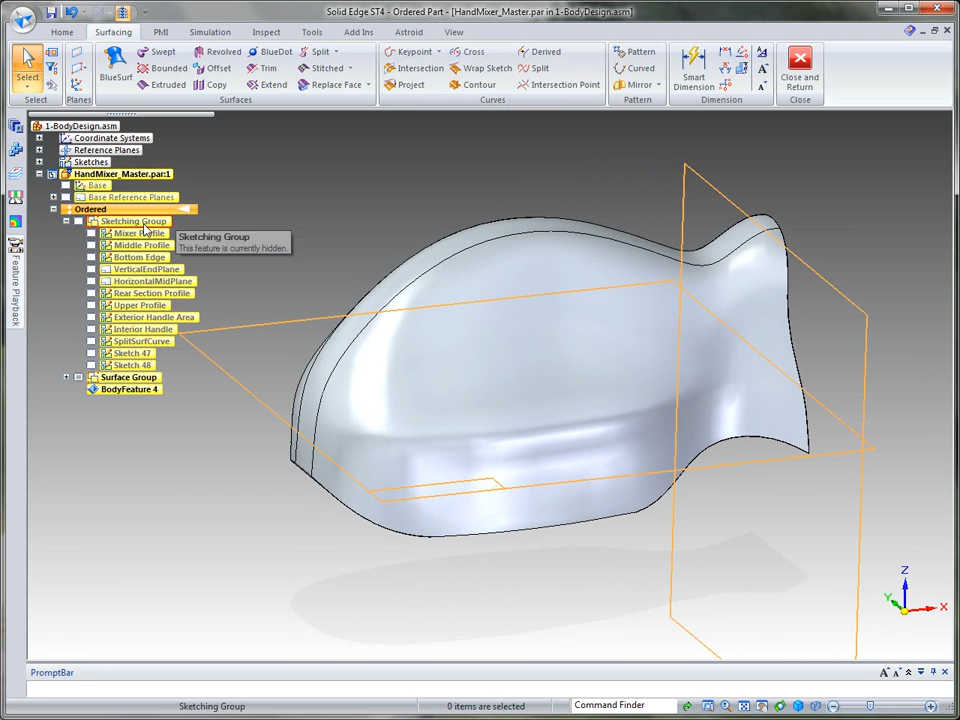 Solid Edge ST4 - Ordered Part - [HandMixer_Master.par in 1-BodyDesign.asm]
Home Surfacing PMI Simulation Inspect Tools Add Ins Astroid View
Select
Select
Planes
BlueSurf
Swept Revolved BlueDot Split
Bounded Offset Trim Stitched
Extruded Copy Extend Replace Face
Surfaces
Keypoint Cross Derived
Intersection Wrap Sketch Split
Project Contour Intersection Point
Curves
Pattern
Curved
Mirror
Pattern
Smart
Dimension
Dimension
Close and
Return
Close
1-BodyDesign.asm
Coordinate Systems
Reference Planes
Sketches
HandMixer_Master.par:1
Base
Base Reference Planes
Ordered
Sketching Group
Mixer Profile
Middle Profile
Bottom Edge
VerticalEndPlane
HorizontalMidPlane
Rear Section Profile
Upper Profile
Exterior Handle Area
Interior Handle
SplitSurfCurve
Sketch 47
Sketch 48
Surface Group
BodyFeature 4
Sketching Group
This feature is currently hidden.
Feature Playback
Z
Y
X
PromptBar
Sketching Group
0 items are selected
Command Finder